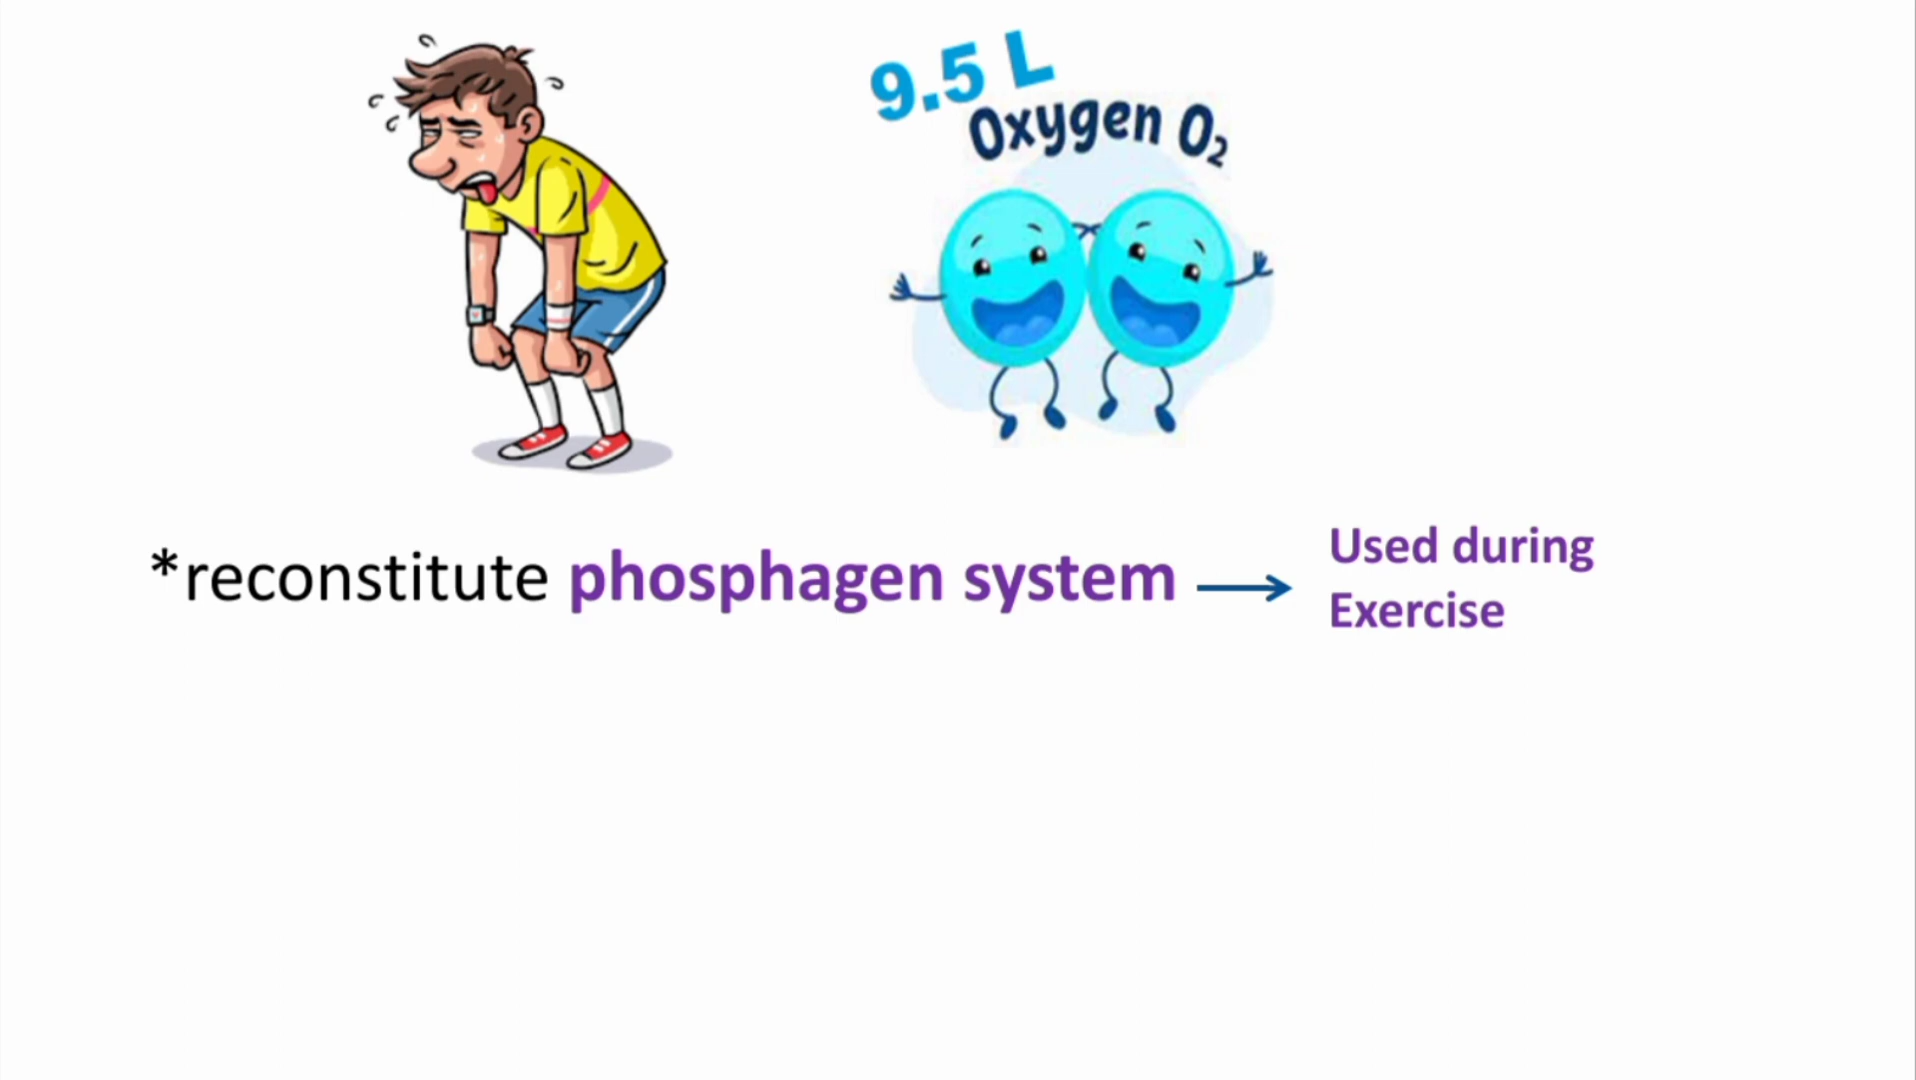 9.5 L
Oxygen O₂
*reconstitute phosphagen system → Used during
Exercise